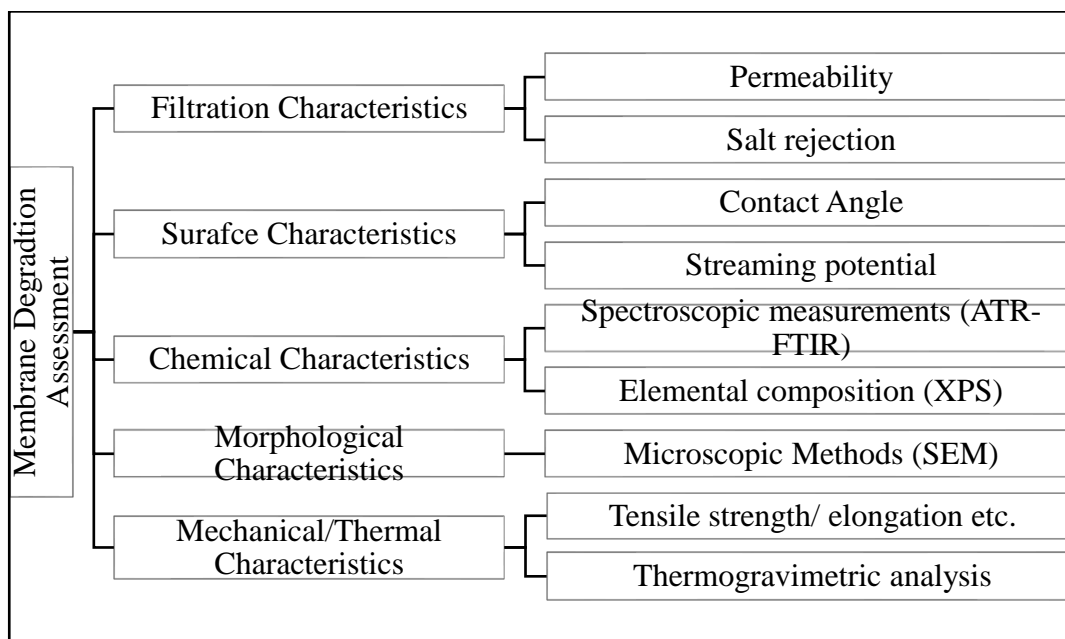 Membrane Degradtion
Assessment
Filtration Characteristics
Permeability
Salt rejection
Surafce Characteristics
Contact Angle
Streaming potential
Chemical Characteristics
Spectroscopic measurements (ATR-
FTIR)
Elemental composition (XPS)
Morphological
Characteristics
Microscopic Methods (SEM)
Mechanical/Thermal
Characteristics
Tensile strength/ elongation etc.
Thermogravimetric analysis